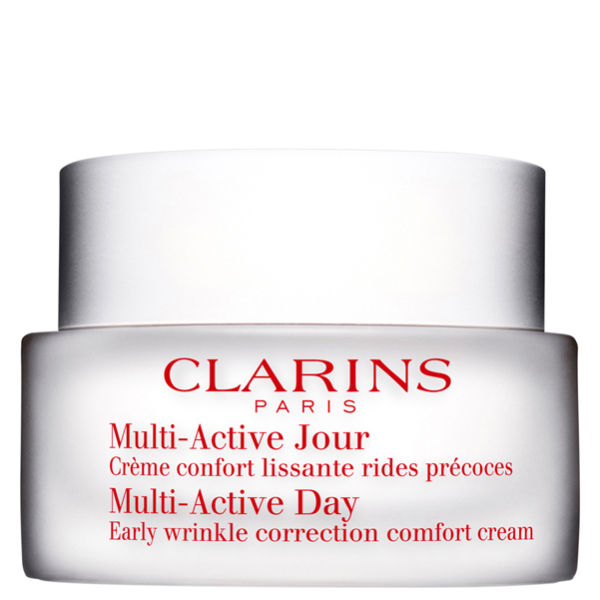 CLARINS
PARIS
Multi-Active Jour
Crème confort lissante rides précoces
Multi-Active Day
Early wrinkle correction comfort cream